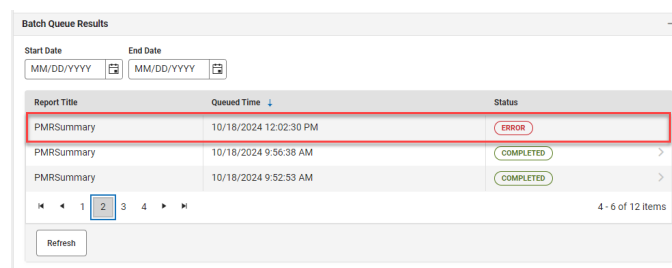 Batch Queue Results
Start Date End Date
MM/DD/YYYY MM/DD/YYYY
Report Title Queued Time ↓ Status
PMRSummary 10/18/2024 12:02:30 PM ERROR
PMRSummary 10/18/2024 9:56:38 AM COMPLETED
PMRSummary 10/18/2024 9:52:53 AM COMPLETED
1 2 3 4 4 - 6 of 12 items
Refresh